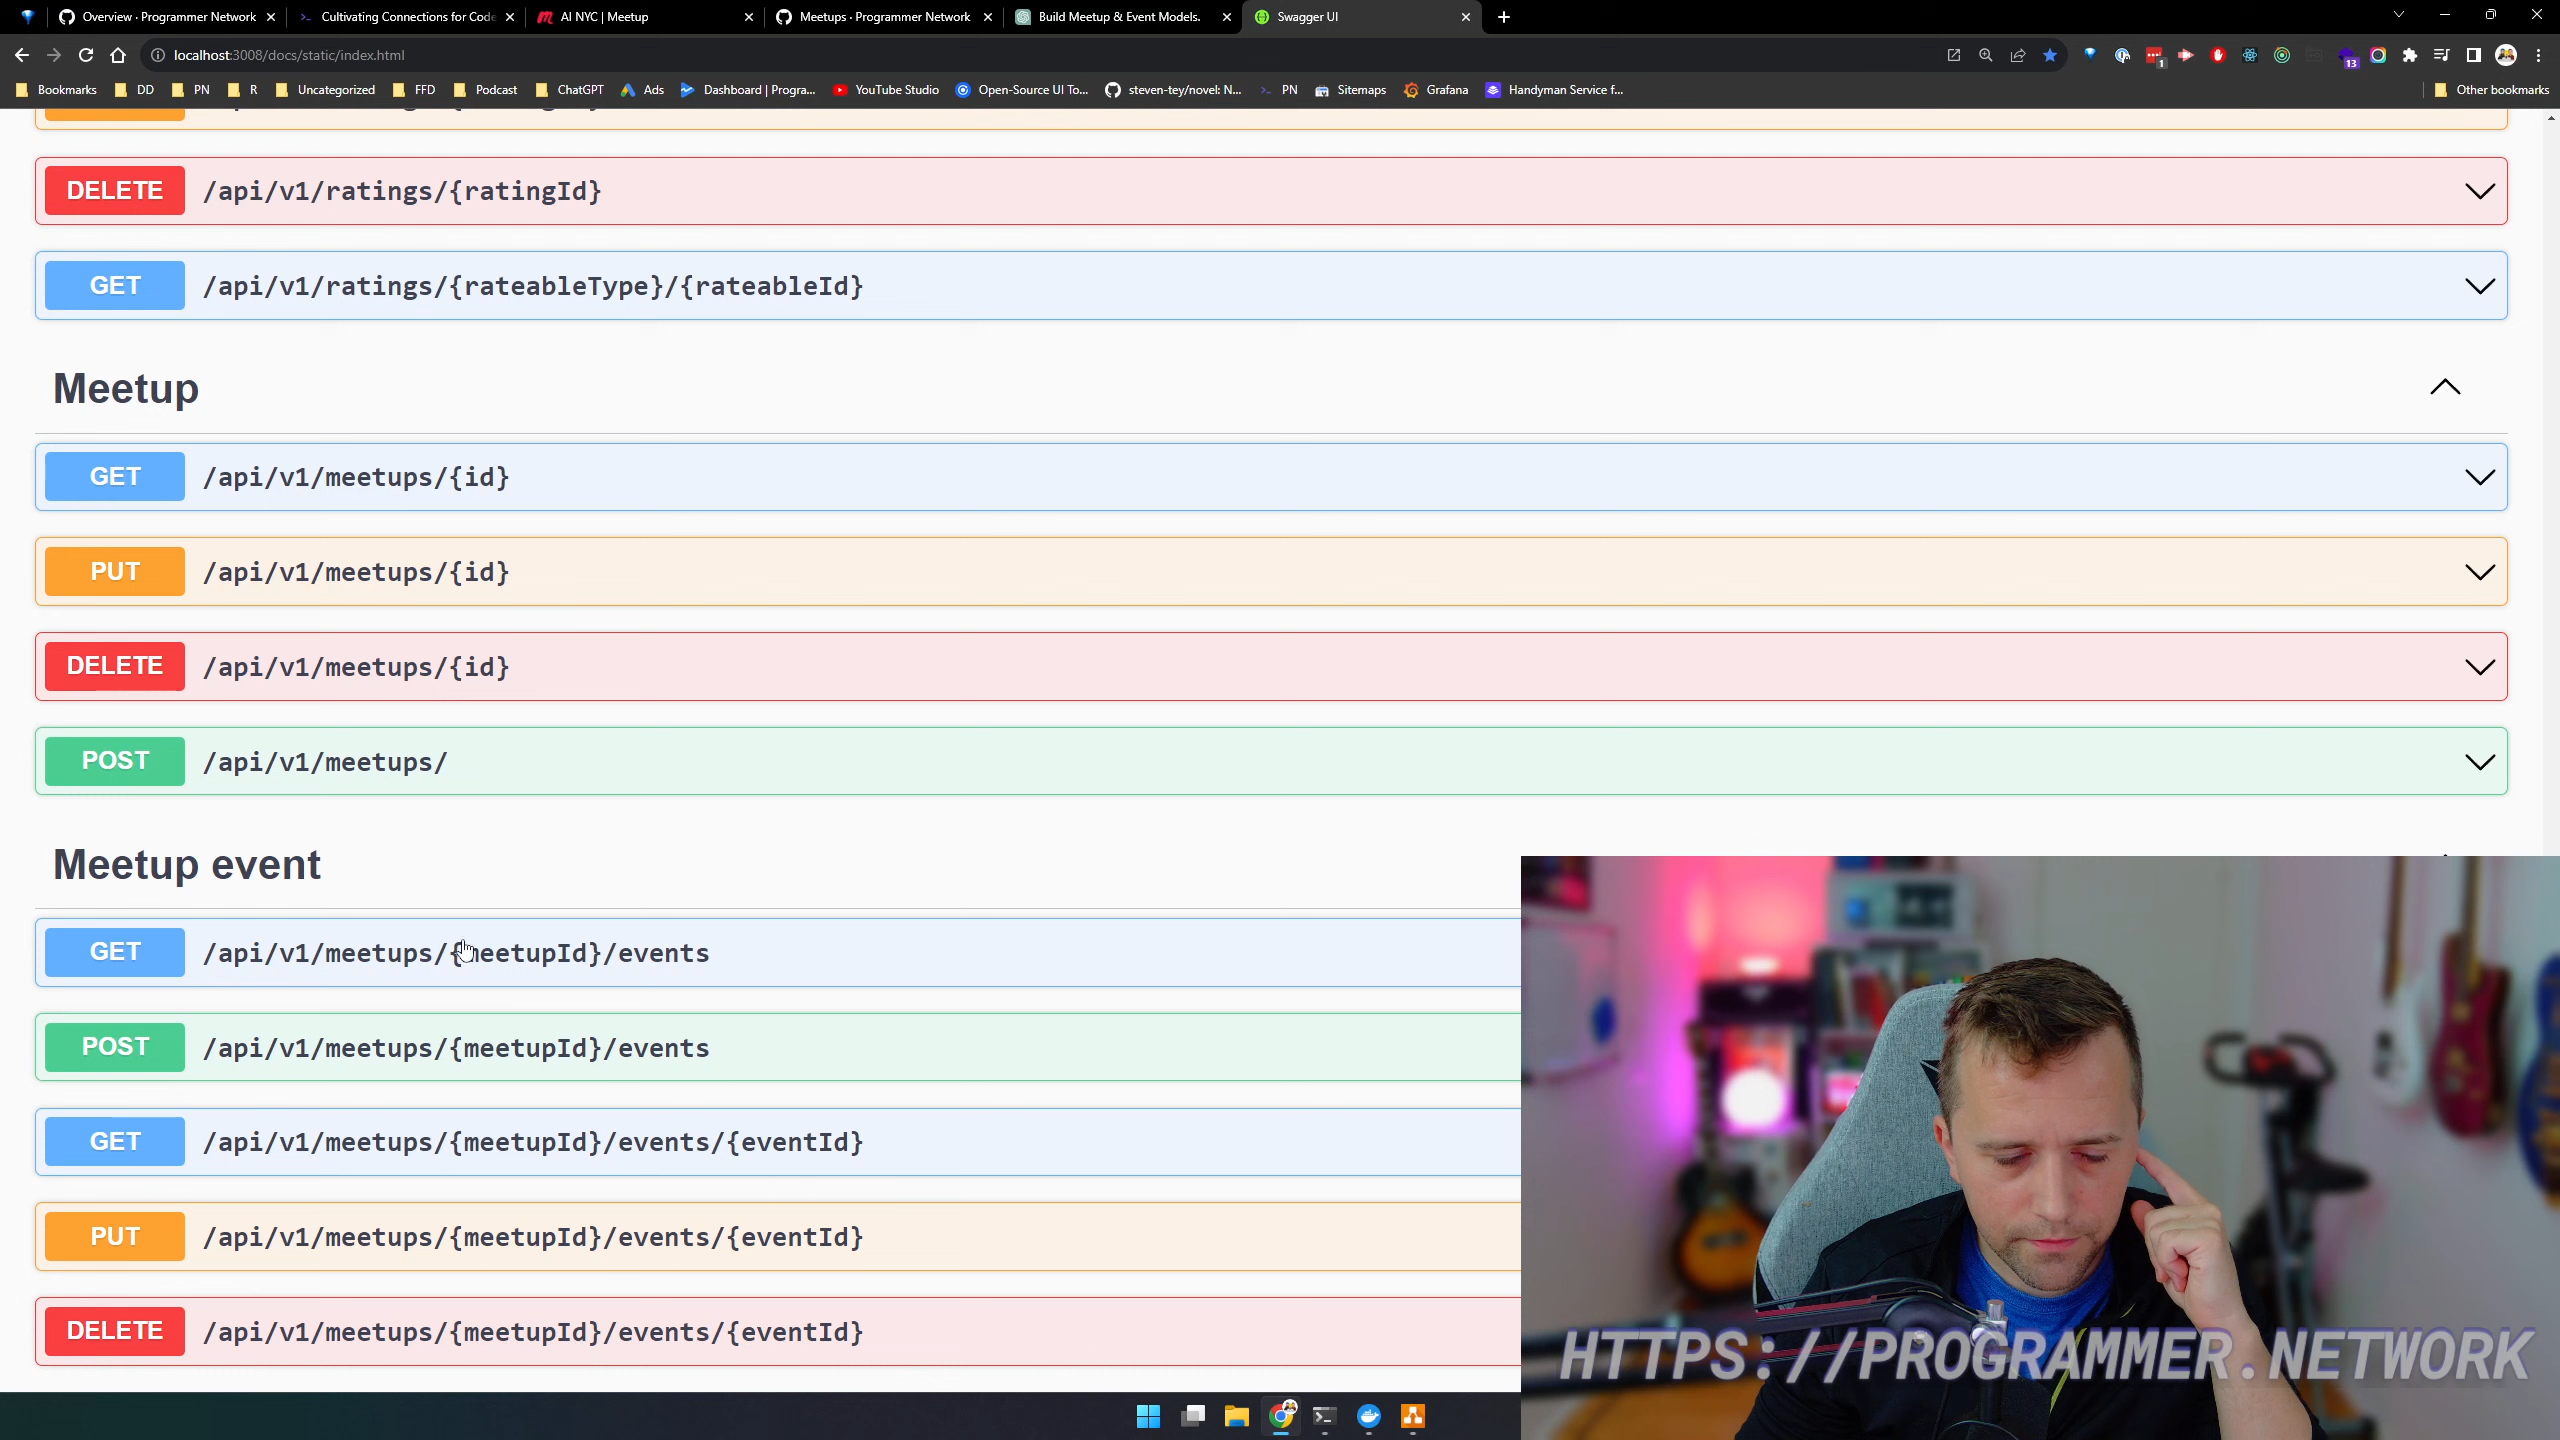 Overview · Programmer Network
Cultivating Connections for Code
AI NYC | Meetup
Meetups · Programmer Network
Build Meetup & Event Models.
Swagger UI
localhost:3008/docs/static/index.html
1
13
Bookmarks
DD
PN
R
Uncategorized
FFD
Podcast
ChatGPT
Ads
Dashboard | Progra...
YouTube Studio
Open-Source UI To...
steven-tey/novel: N...
PN
Sitemaps
Grafana
Handyman Service f...
Other bookmarks
DELETE /api/v1/ratings/{ratingId}
GET /api/v1/ratings/{rateableType}/{rateableId}
Meetup
GET /api/v1/meetups/{id}
PUT /api/v1/meetups/{id}
DELETE /api/v1/meetups/{id}
POST /api/v1/meetups/
Meetup event
GET /api/v1/meetups/{meetupId}/events
POST /api/v1/meetups/{meetupId}/events
GET /api/v1/meetups/{meetupId}/events/{eventId}
PUT /api/v1/meetups/{meetupId}/events/{eventId}
DELETE /api/v1/meetups/{meetupId}/events/{eventId}
HTTPS://PROGRAMMER.NETWORK